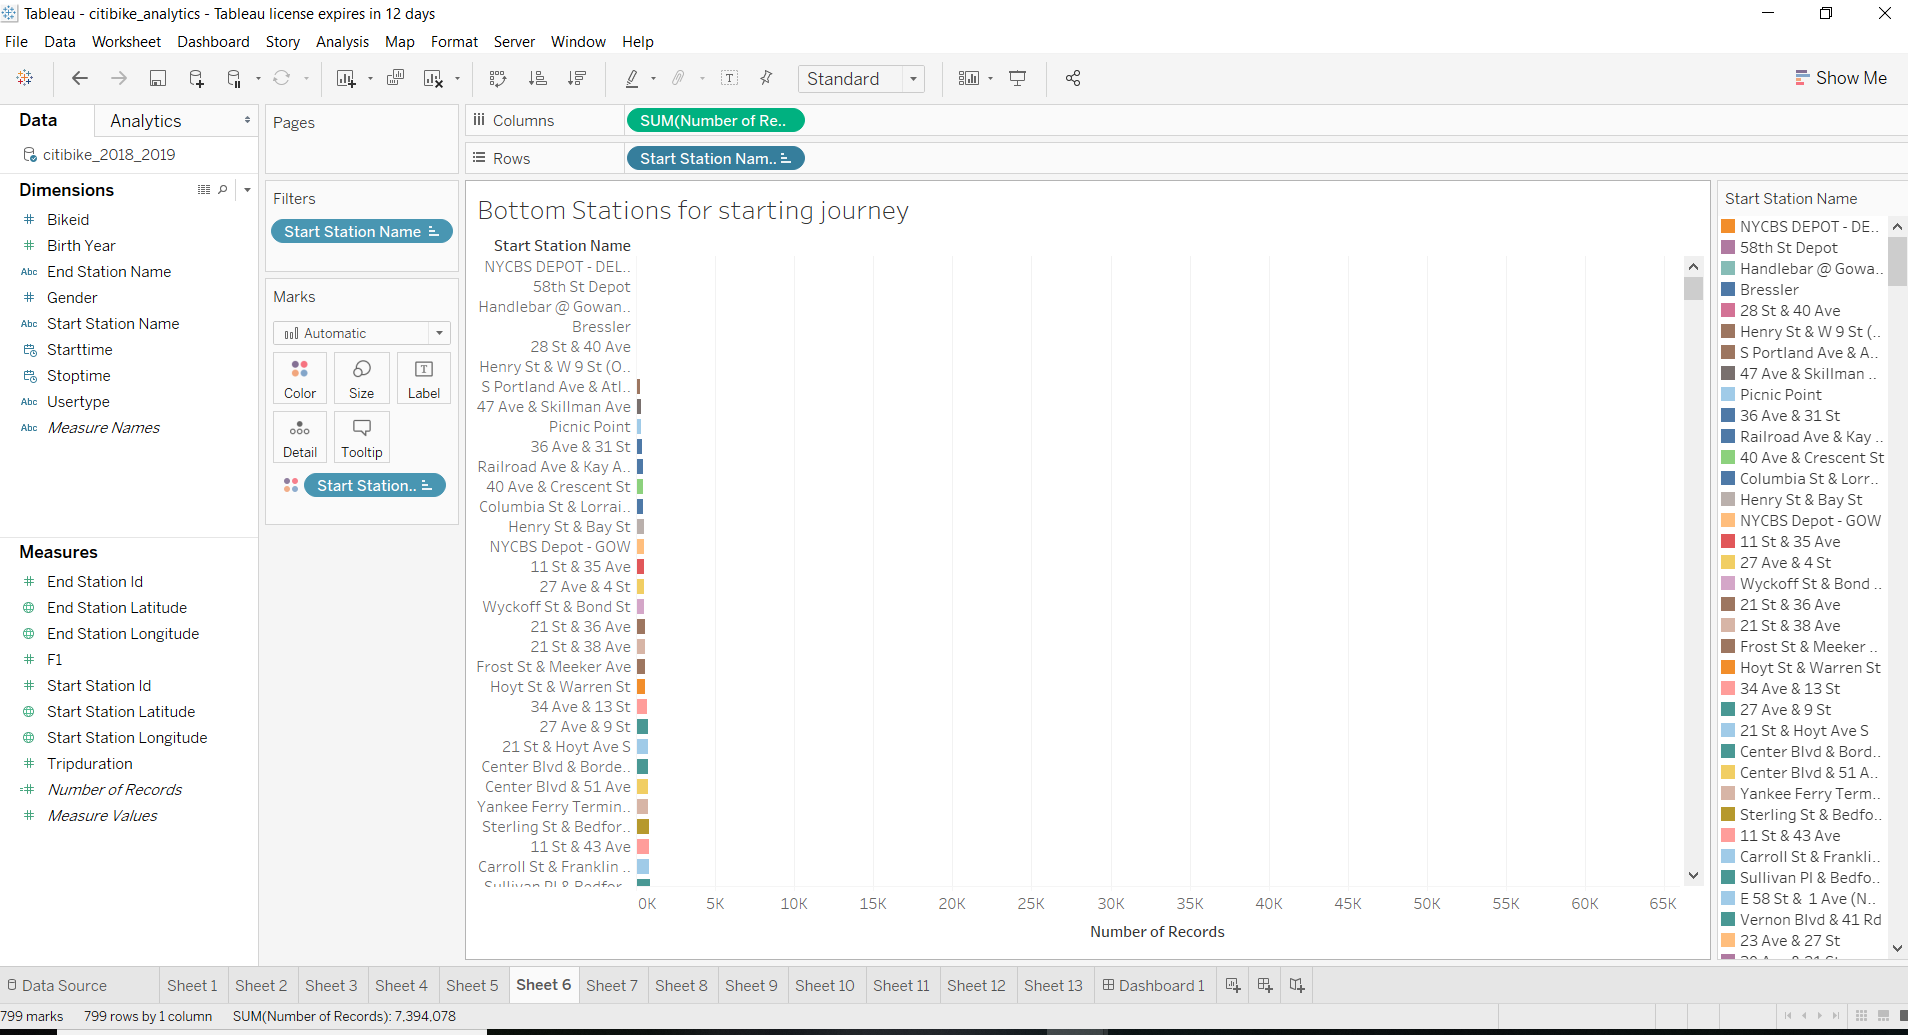 Tableau - citibike_analytics - Tableau license expires in 12 days
File Data Worksheet Dashboard Story Analysis Map Format Server Window Help
Standard
Show Me
Data
Analytics
citibike_2018_2019
Dimensions
Bikeid
Birth Year
Abc End Station Name
Gender
Abc Start Station Name
Starttime
Stoptime
Abc Usertype
Abc Measure Names
Measures
End Station Id
End Station Latitude
End Station Longitude
F1
Start Station Id
Start Station Latitude
Start Station Longitude
Tripduration
Number of Records
Measure Values
Pages
Filters
Start Station Name
Marks
Automatic
Color
Size
Label
Detail
Tooltip
Start Station..
Columns
SUM(Number of Re..
Rows
Start Station Nam..
Bottom Stations for starting journey
Start Station Name
NYCBS DEPOT - DEL..
58th St Depot
Handlebar @ Gowan..
Bressler
28 St & 40 Ave
Henry St & W 9 St (O..
S Portland Ave & Atl..
47 Ave & Skillman Ave
Picnic Point
36 Ave & 31 St
Railroad Ave & Kay A..
40 Ave & Crescent St
Columbia St & Lorrai..
Henry St & Bay St
NYCBS Depot - GOW
11 St & 35 Ave
27 Ave & 4 St
Wyckoff St & Bond St
21 St & 36 Ave
21 St & 38 Ave
Frost St & Meeker Ave
Hoyt St & Warren St
34 Ave & 13 St
27 Ave & 9 St
21 St & Hoyt Ave S
Center Blvd & Borde..
Center Blvd & 51 Ave
Yankee Ferry Termin..
Sterling St & Bedfor..
11 St & 43 Ave
Carroll St & Franklin ..
Sullivan Pl & Bedfor..
0K 5K 10K 15K 20K 25K 30K 35K 40K 45K 50K 55K 60K 65K
Number of Records
Start Station Name
NYCBS DEPOT - DE..
58th St Depot
Handlebar @ Gowa..
Bressler
28 St & 40 Ave
Henry St & W 9 St (..
S Portland Ave & A..
47 Ave & Skillman ..
Picnic Point
36 Ave & 31 St
Railroad Ave & Kay ..
40 Ave & Crescent St
Columbia St & Lorr..
Henry St & Bay St
NYCBS Depot - GOW
11 St & 35 Ave
27 Ave & 4 St
Wyckoff St & Bond ..
21 St & 36 Ave
21 St & 38 Ave
Frost St & Meeker ..
Hoyt St & Warren St
34 Ave & 13 St
27 Ave & 9 St
21 St & Hoyt Ave S
Center Blvd & Bord..
Center Blvd & 51 A..
Yankee Ferry Term..
Sterling St & Bedfo..
11 St & 43 Ave
Carroll St & Frankli..
Sullivan Pl & Bedfo..
E 58 St & 1 Ave (N..
Vernon Blvd & 41 Rd
23 Ave & 27 St
Data Source Sheet 1 Sheet 2 Sheet 3 Sheet 4 Sheet 5 Sheet 6 Sheet 7 Sheet 8 Sheet 9 Sheet 10 Sheet 11 Sheet 12 Sheet 13 Dashboard 1
799 marks 799 rows by 1 column SUM(Number of Records): 7,394,078